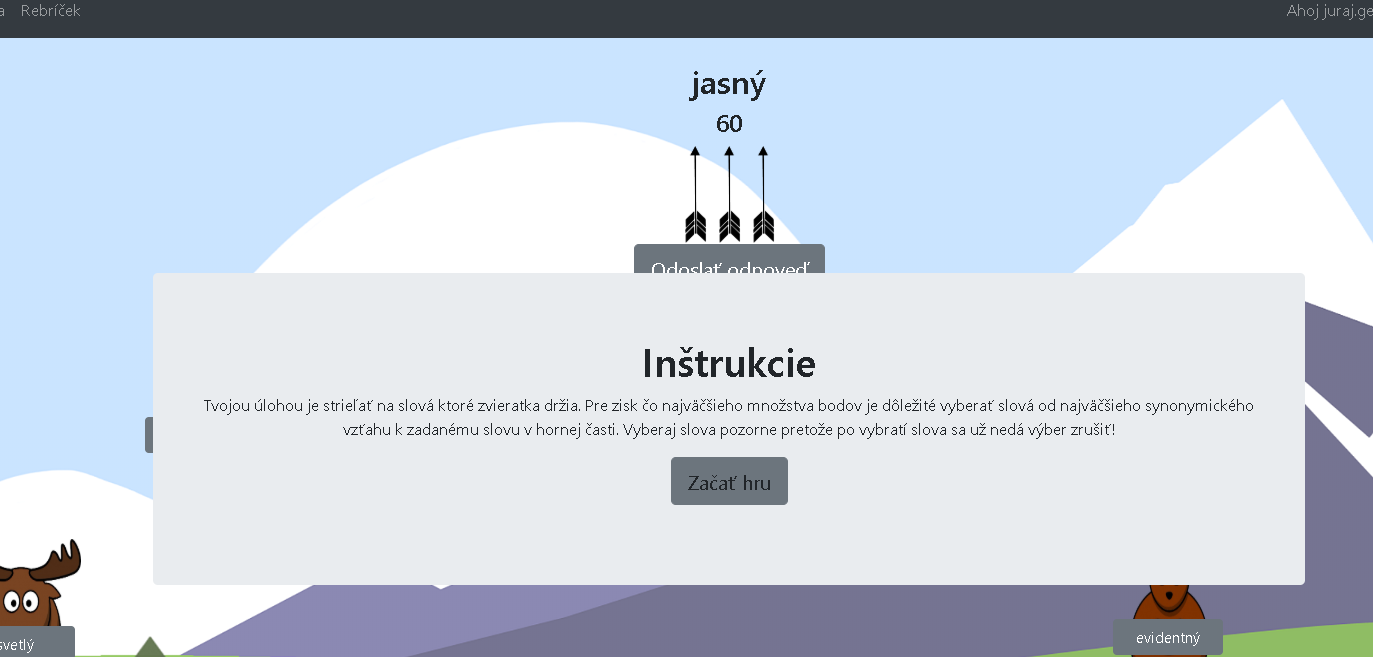 Rebríček
Ahoj juraj.ge
jasný
60
Odoslať odpoveď
Inštrukcie
Tvojou úlohou je strieľať na slová ktoré zvieratka držia. Pre zisk čo najväčšieho množstva bodov je dôležité vyberať slová od najväčšieho synonymického
vzťahu k zadanému slovu v hornej časti. Vyberaj slova pozorne pretože po vybratí slova sa už nedá výber zrušiť!
Začať hru
svetlý
evidentný